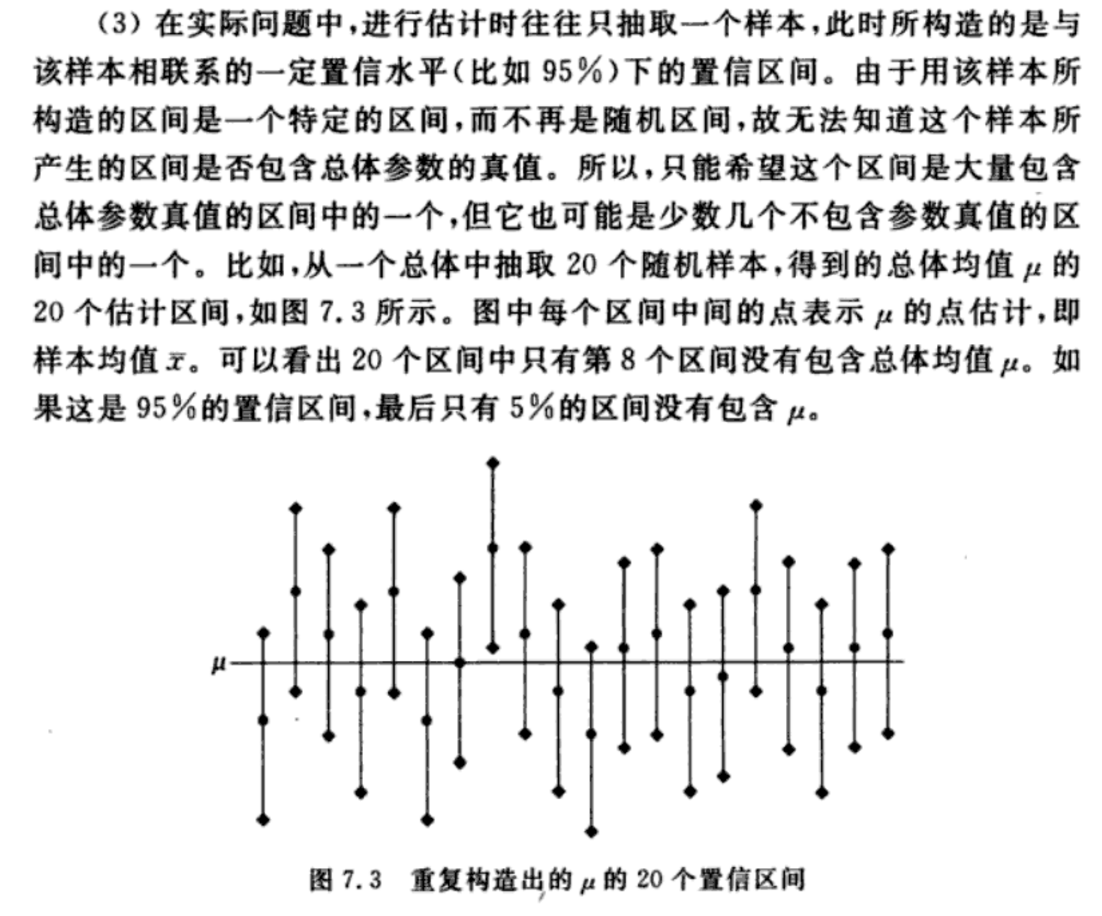 （3）在实际问题中,进行估计时往往只抽取一个样本,此时所构造的是与
该样本相联系的一定置信水平(比如 95%)下的置信区间。由于用该样本所
构造的区间是一个特定的区间,而不再是随机区间,故无法知道这个样本所
产生的区间是否包含总体参数的真值。所以,只能希望这个区间是大量包含
总体参数真值的区间中的一个,但它也可能是少数几个不包含参数真值的区
间中的一个。比如,从一个总体中抽取 20 个随机样本,得到的总体均值 μ 的
20 个估计区间,如图 7.3 所示。图中每个区间中间的点表示 μ 的点估计,即
样本均值 x̅。可以看出 20 个区间中只有第 8 个区间没有包含总体均值 μ。如
果这是 95%的置信区间,最后只有 5%的区间没有包含 μ。
μ
图 7.3 重复构造出的 μ 的 20 个置信区间